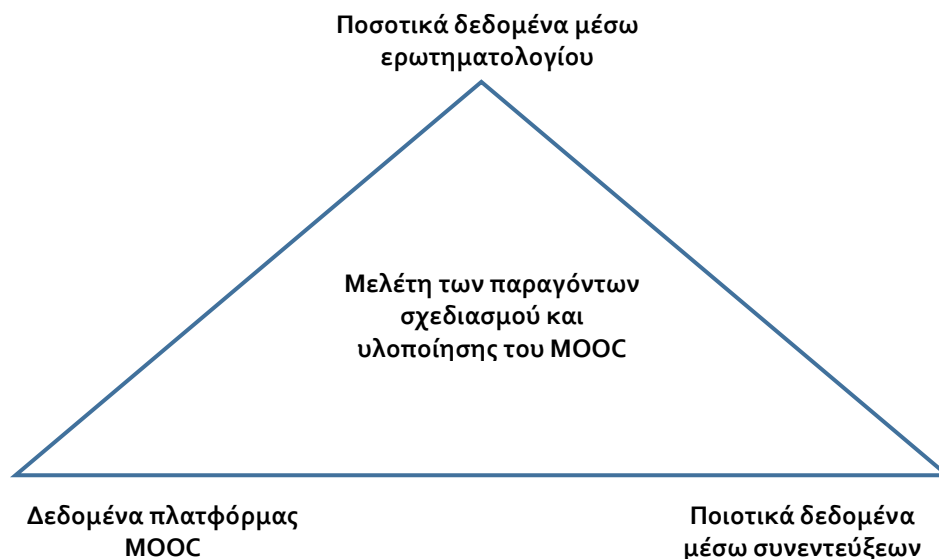 Ποσοτικά δεδομένα μέσω
ερωτηματολογίου
Μελέτη των παραγόντων
σχεδιασμού και
υλοποίησης του MOOC
Δεδομένα πλατφόρμας
MOOC
Ποιοτικά δεδομένα
μέσω συνεντεύξεων